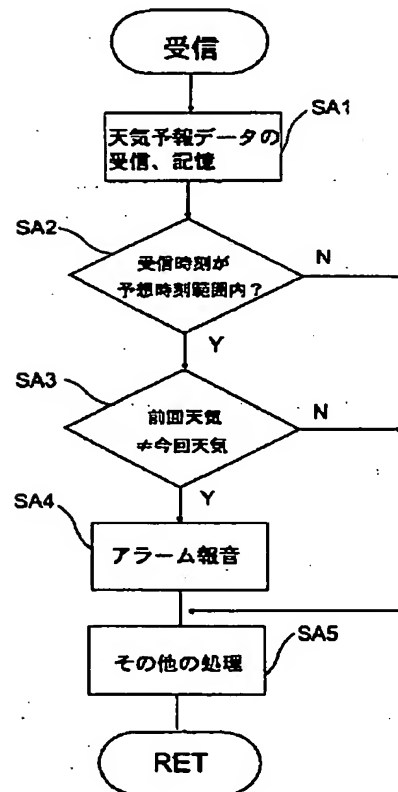 受信
SA1
天気予報データの
受信、記憶
SA2
受信時刻が
予想時刻範囲内?
N
Y
SA3
前回天気
≠今回天気
N
Y
SA4
アラーム報音
SA5
その他の処理
RET